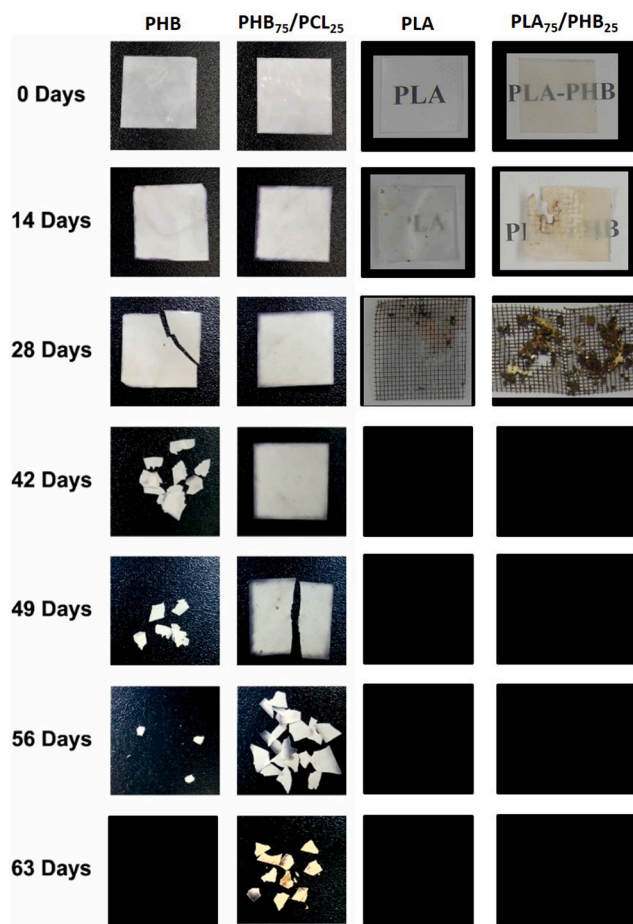 PHB PHB₇₅/PCL₂₅ PLA PLA₇₅/PHB₂₅
0 Days
PLA
PLA-PHB
14 Days
PLA
PHB
28 Days
42 Days
49 Days
56 Days
63 Days